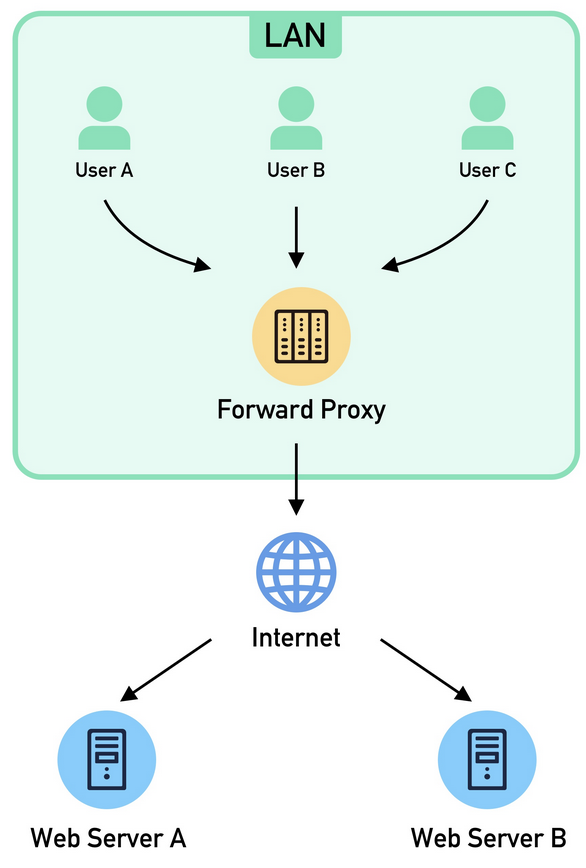 LAN
User A
User B
User C
Forward Proxy
Internet
Web Server A
Web Server B